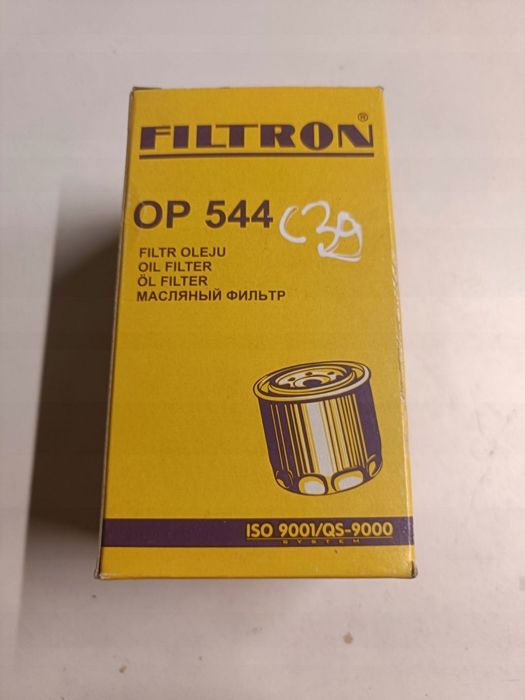 FILTRON®
OP 544
FILTR OLEJU
OIL FILTER
ÖL FILTER
МАСЛЯНЫЙ ФИЛЬТР
ISO 9001/QS-9000
SYSTEM